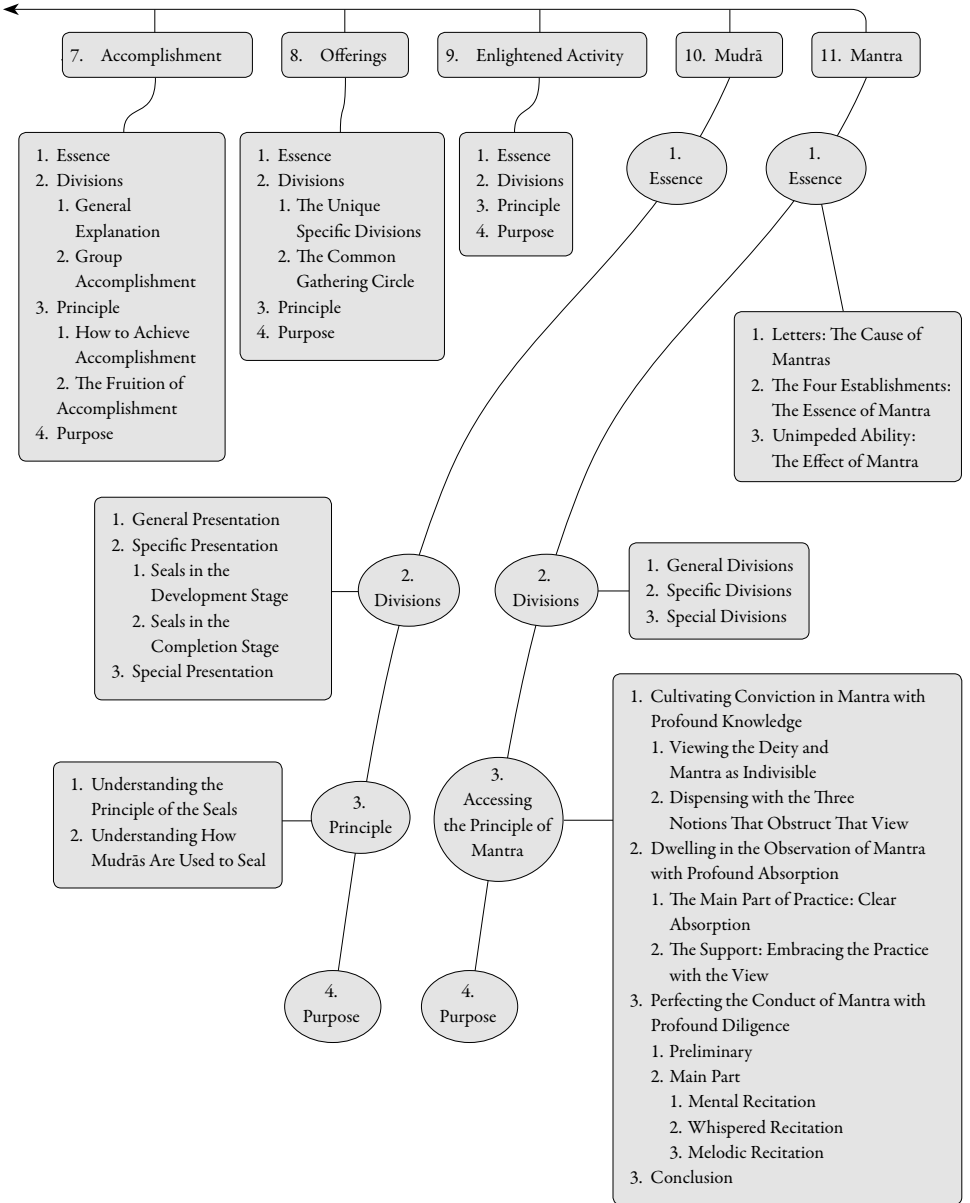 7. Accomplishment
8. Offerings
9. Enlightened Activity
10. Mudrā
11. Mantra
1. Essence
2. Divisions
1. General
Explanation
2. Group
Accomplishment
3. Principle
1. How to Achieve
Accomplishment
2. The Fruition of
Accomplishment
4. Purpose
1. Essence
2. Divisions
1. The Unique
Specific Divisions
2. The Common
Gathering Circle
3. Principle
4. Purpose
1. Essence
2. Divisions
3. Principle
4. Purpose
1.
Essence
1.
Essence
1. Letters: The Cause of
Mantras
2. The Four Establishments:
The Essence of Mantra
3. Unimpeded Ability:
The Effect of Mantra
1. General Presentation
2. Specific Presentation
1. Seals in the
Development Stage
2. Seals in the
Completion Stage
3. Special Presentation
2.
Divisions
2.
Divisions
1. General Divisions
2. Specific Divisions
3. Special Divisions
1. Understanding the
Principle of the Seals
2. Understanding How
Mudrās Are Used to Seal
3.
Principle
3.
Accessing
the Principle of
Mantra
1. Cultivating Conviction in Mantra with
Profound Knowledge
1. Viewing the Deity and
Mantra as Indivisible
2. Dispensing with the Three
Notions That Obstruct That View
2. Dwelling in the Observation of Mantra
with Profound Absorption
1. The Main Part of Practice: Clear
Absorption
2. The Support: Embracing the Practice
with the View
3. Perfecting the Conduct of Mantra with
Profound Diligence
1. Preliminary
2. Main Part
1. Mental Recitation
2. Whispered Recitation
3. Melodic Recitation
3. Conclusion
4.
Purpose
4.
Purpose